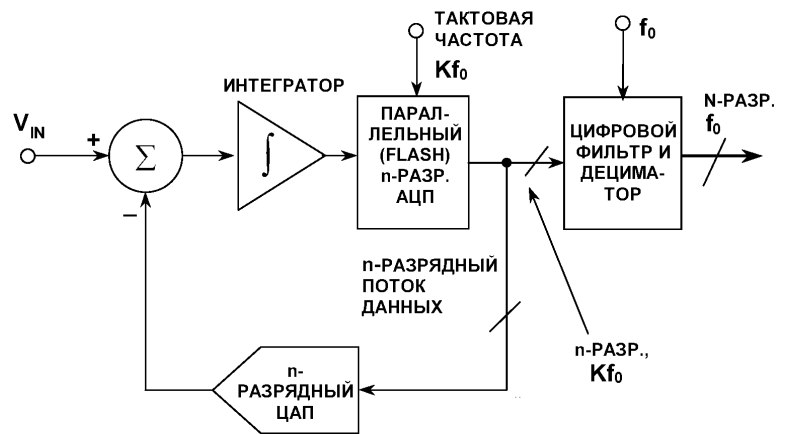 ТАКТОВАЯ
ЧАСТОТА
Kf₀
f₀
ИНТЕГРАТОР
N-РАЗР.
f₀
V_IN
+
Σ
–
∫
ПАРАЛ-
ЛЕЛЬНЫЙ
(FLASH)
n-РАЗР.
АЦП
ЦИФРОВОЙ
ФИЛЬТР И
ДЕЦИМА-
ТОР
n-РАЗРЯДНЫЙ
ПОТОК
ДАННЫХ
n-РАЗР.,
Kf₀
n-
РАЗРЯДНЫЙ
ЦАП